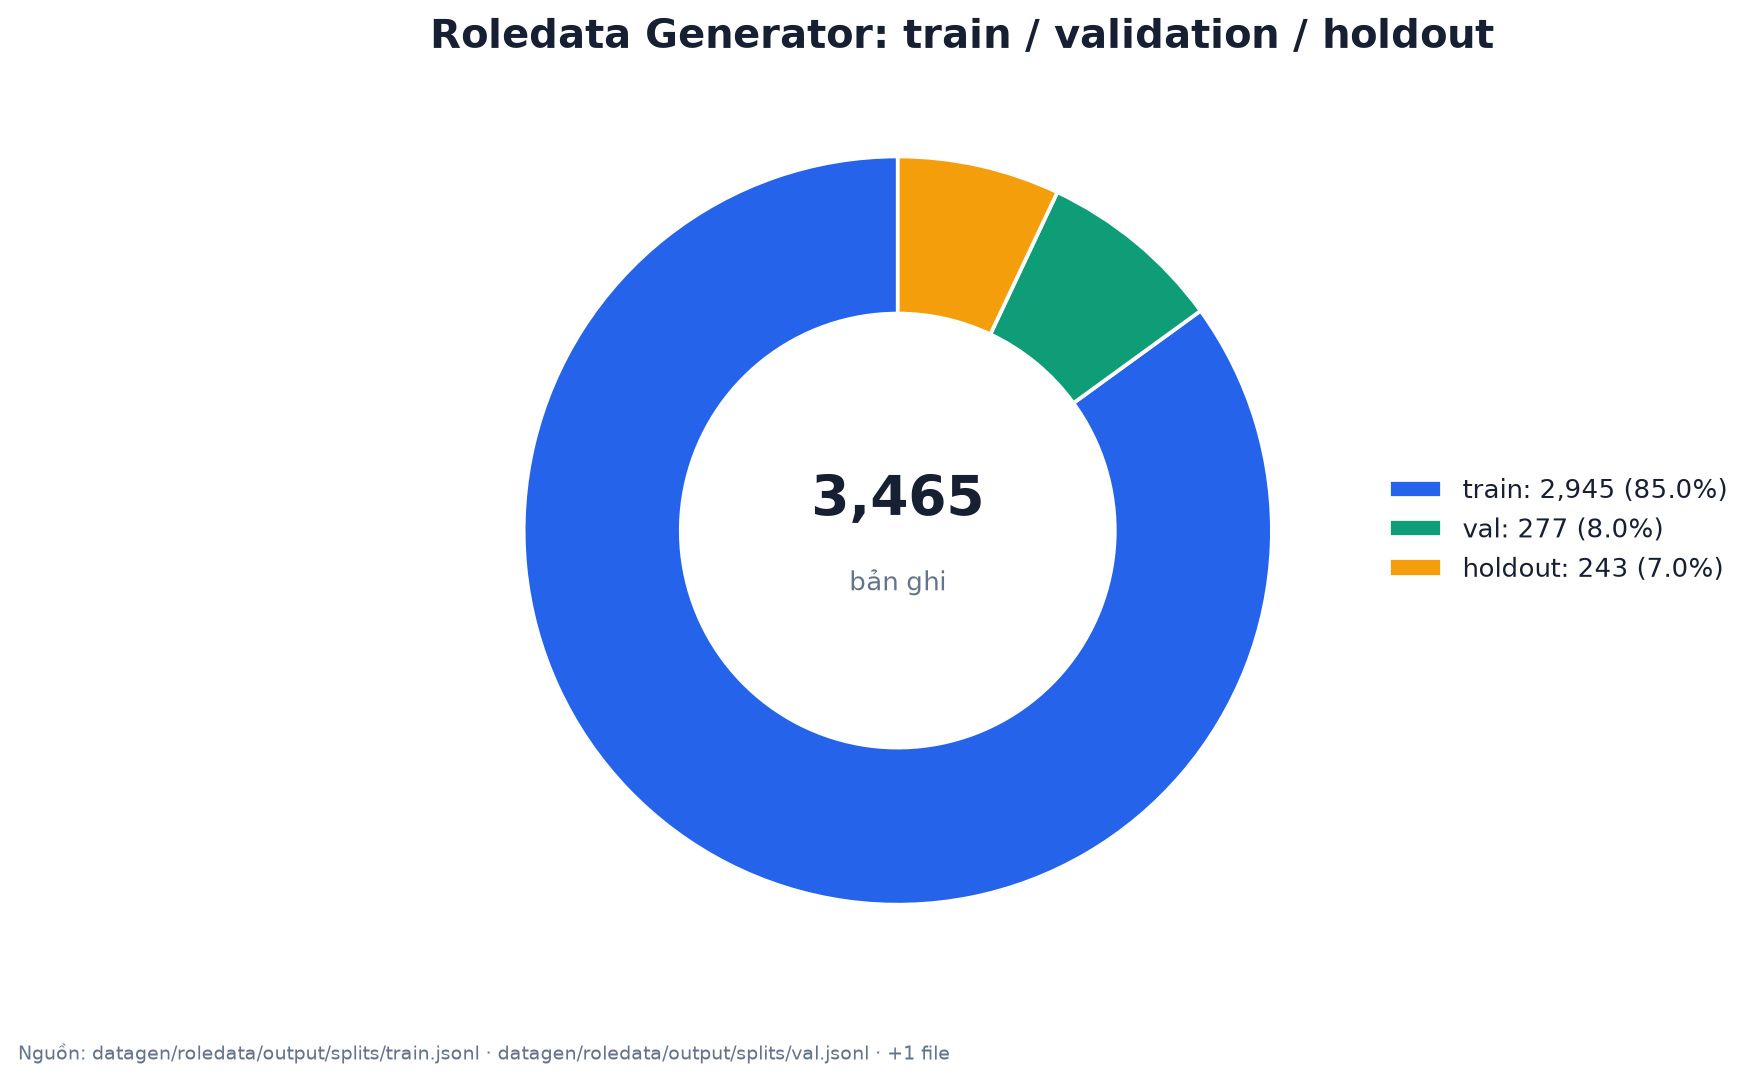 Roledata Generator: train / validation / holdout
3,465
bản ghi
train: 2,945 (85.0%)
val: 277 (8.0%)
holdout: 243 (7.0%)
Nguồn: datagen/roledata/output/splits/train.jsonl · datagen/roledata/output/splits/val.jsonl · +1 file